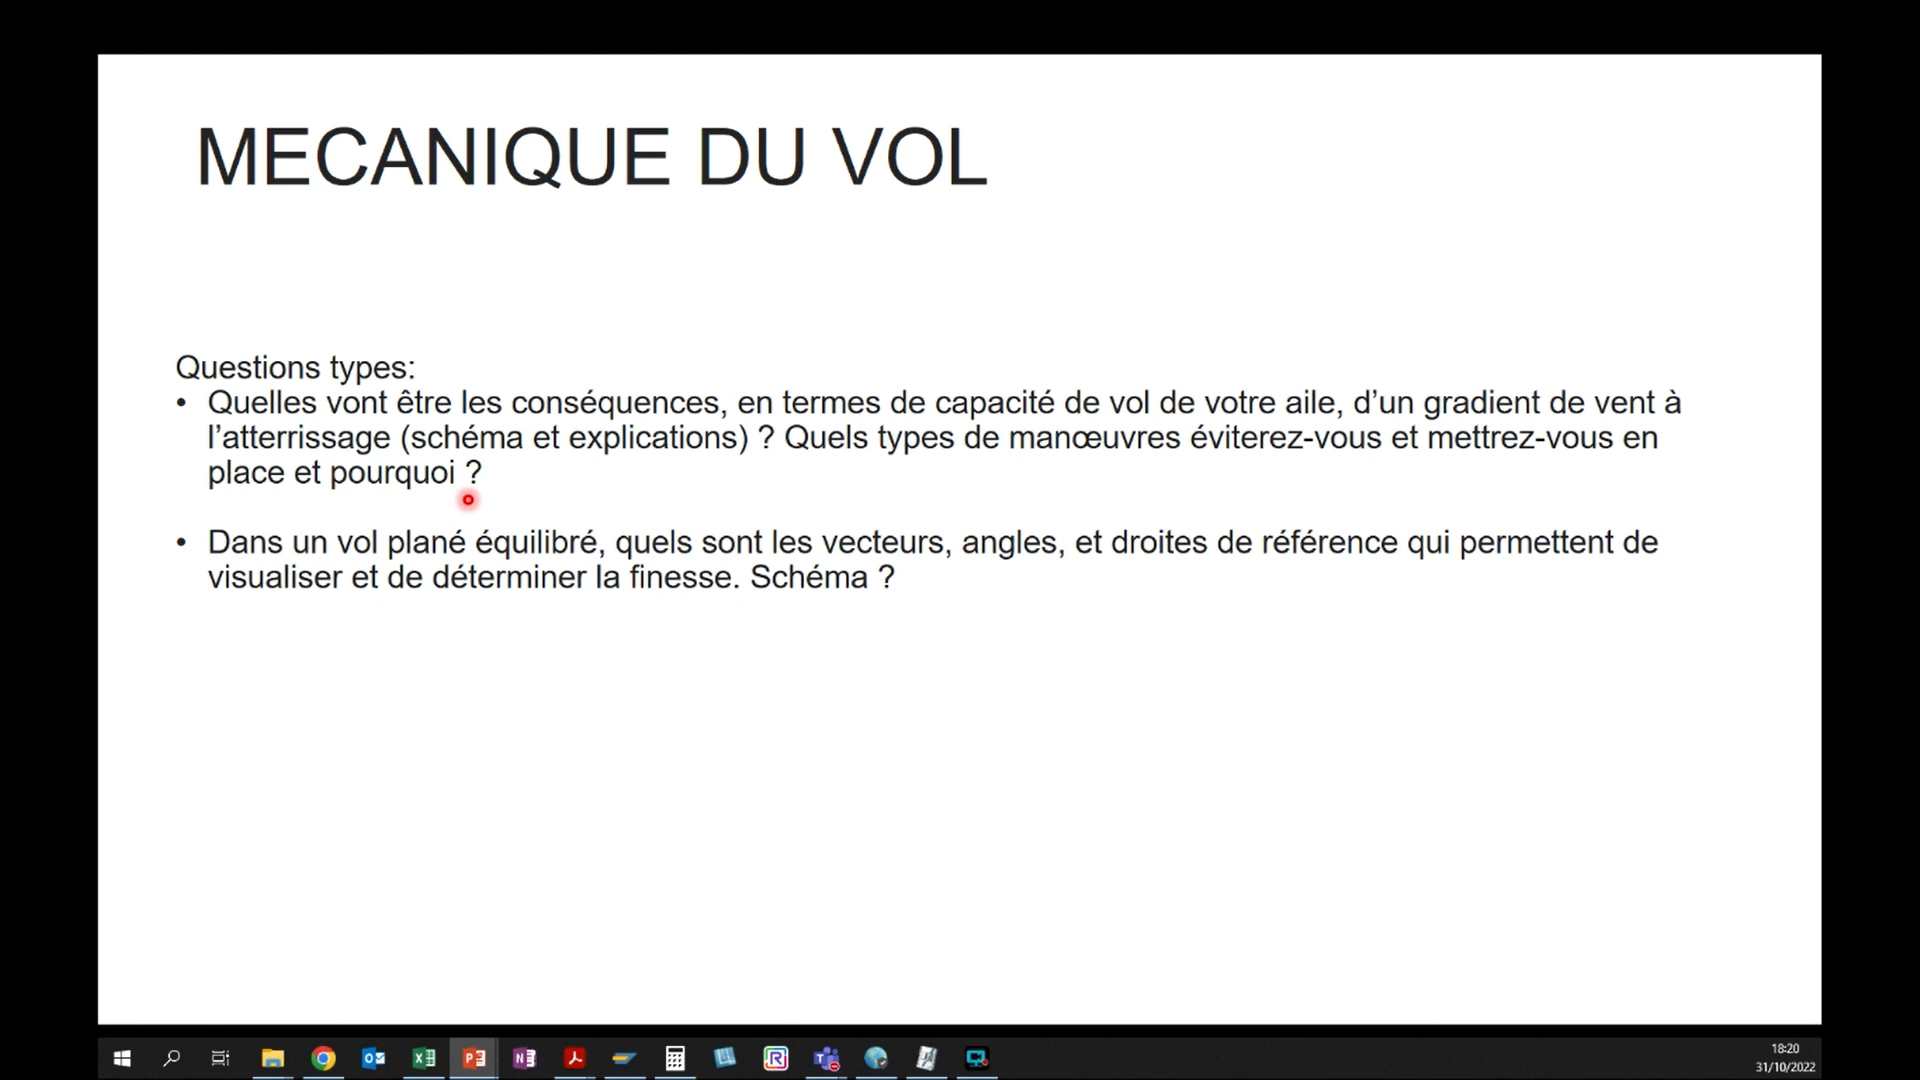 MECANIQUE DU VOL
Questions types:
• Quelles vont être les conséquences, en termes de capacité de vol de votre aile, d’un gradient de vent à
l’atterrissage (schéma et explications) ? Quels types de manœuvres éviterez-vous et mettrez-vous en
place et pourquoi ?
• Dans un vol plané équilibré, quels sont les vecteurs, angles, et droites de référence qui permettent de
visualiser et de déterminer la finesse. Schéma ?
18:20
31/10/2022